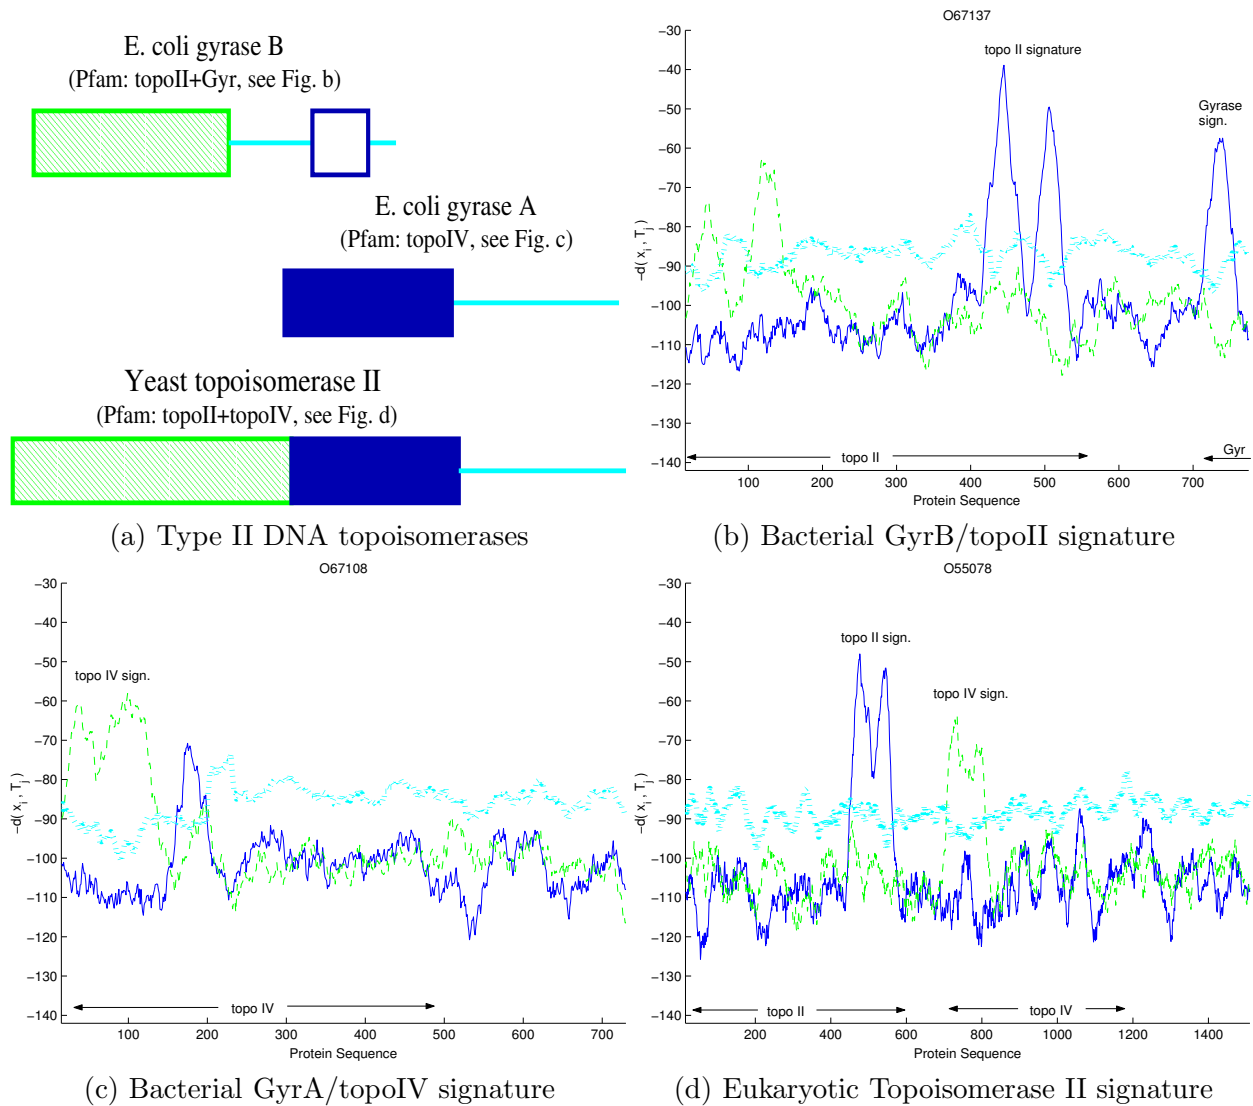 E. coli gyrase B
(Pfam: topoII+Gyr, see Fig. b)
E. coli gyrase A
(Pfam: topoIV, see Fig. c)
Yeast topoisomerase II
(Pfam: topoII+topoIV, see Fig. d)
(a) Type II DNA topoisomerases
O67137
−30
−40
−50
−60
−70
−80
−90
−100
−110
−120
−130
−140
−d( x_i , T_j )
topo II signature
Gyrase
sign.
topo II
Gyr
100
200
300
400
500
600
700
Protein Sequence
(b) Bacterial GyrB/topoII signature
O67108
−30
−40
−50
−60
−70
−80
−90
−100
−110
−120
−130
−140
−d( x_i , T_j )
topo IV sign.
topo IV
100
200
300
400
500
600
700
Protein Sequence
(c) Bacterial GyrA/topoIV signature
O55078
−30
−40
−50
−60
−70
−80
−90
−100
−110
−120
−130
−140
−d( x_i , T_j )
topo II sign.
topo IV sign.
topo II
topo IV
200
400
600
800
1000
1200
1400
Protein Sequence
(d) Eukaryotic Topoisomerase II signature